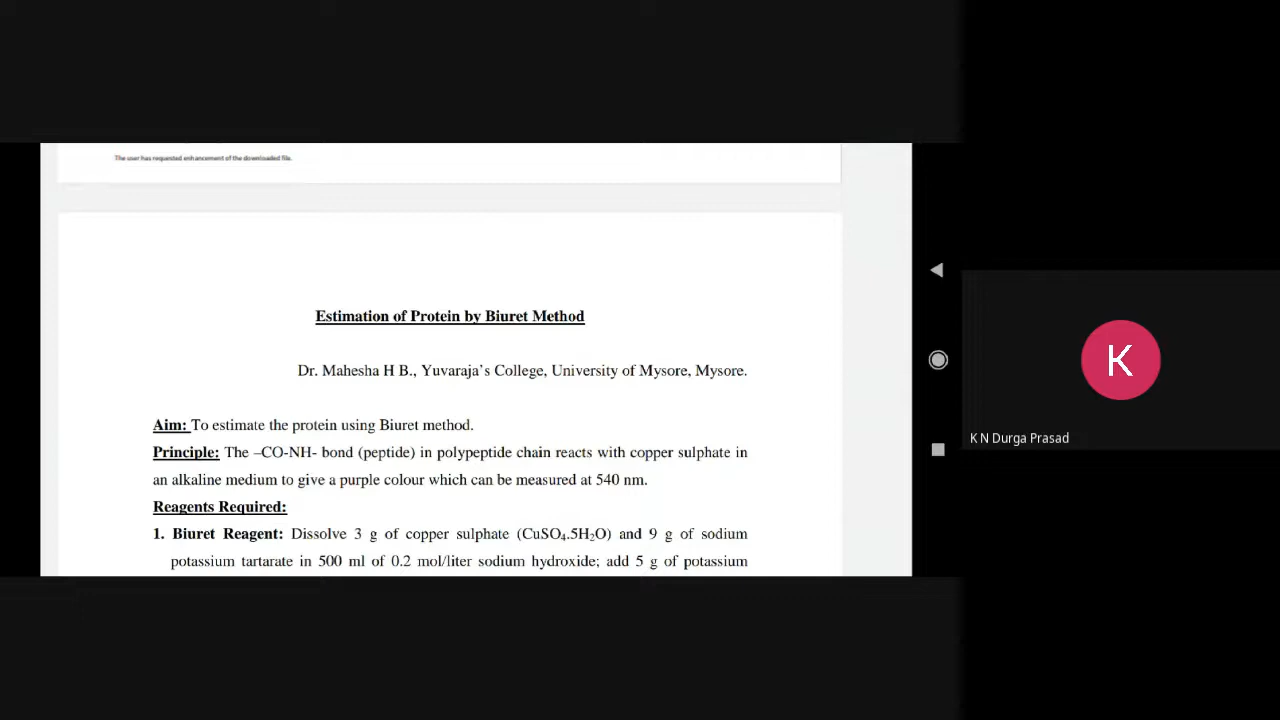 The user has requested enhancement of the downloaded file.
Estimation of Protein by Biuret Method
Dr. Mahesha H B., Yuvaraja’s College, University of Mysore, Mysore.
Aim: To estimate the protein using Biuret method.
Principle: The –CO-NH- bond (peptide) in polypeptide chain reacts with copper sulphate in
an alkaline medium to give a purple colour which can be measured at 540 nm.
Reagents Required:
1. Biuret Reagent: Dissolve 3 g of copper sulphate (CuSO₄.5H₂O) and 9 g of sodium
potassium tartarate in 500 ml of 0.2 mol/liter sodium hydroxide; add 5 g of potassium
K
K N Durga Prasad